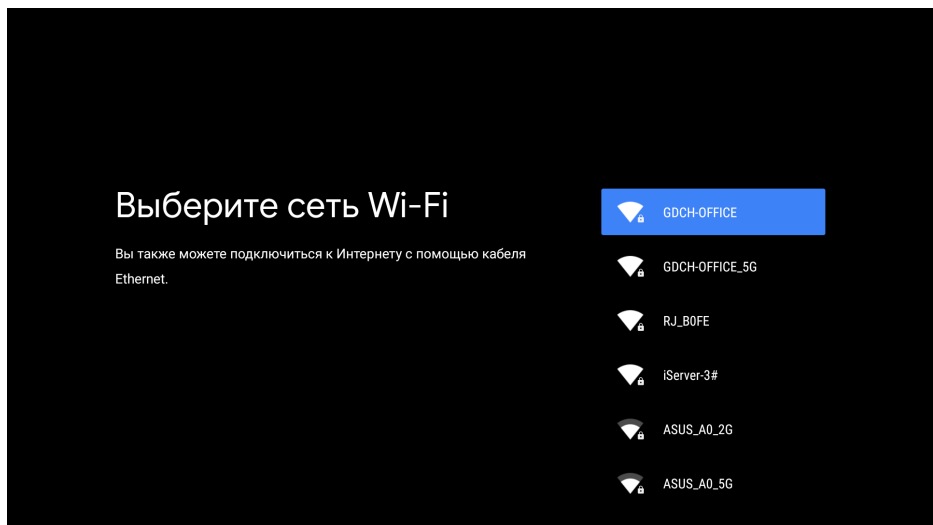 Выберите сеть Wi-Fi
Вы также можете подключиться к Интернету с помощью кабеля
Ethernet.
GDCH-OFFICE
GDCH-OFFICE_5G
RJ_B0FE
iServer-3#
ASUS_A0_2G
ASUS_A0_5G